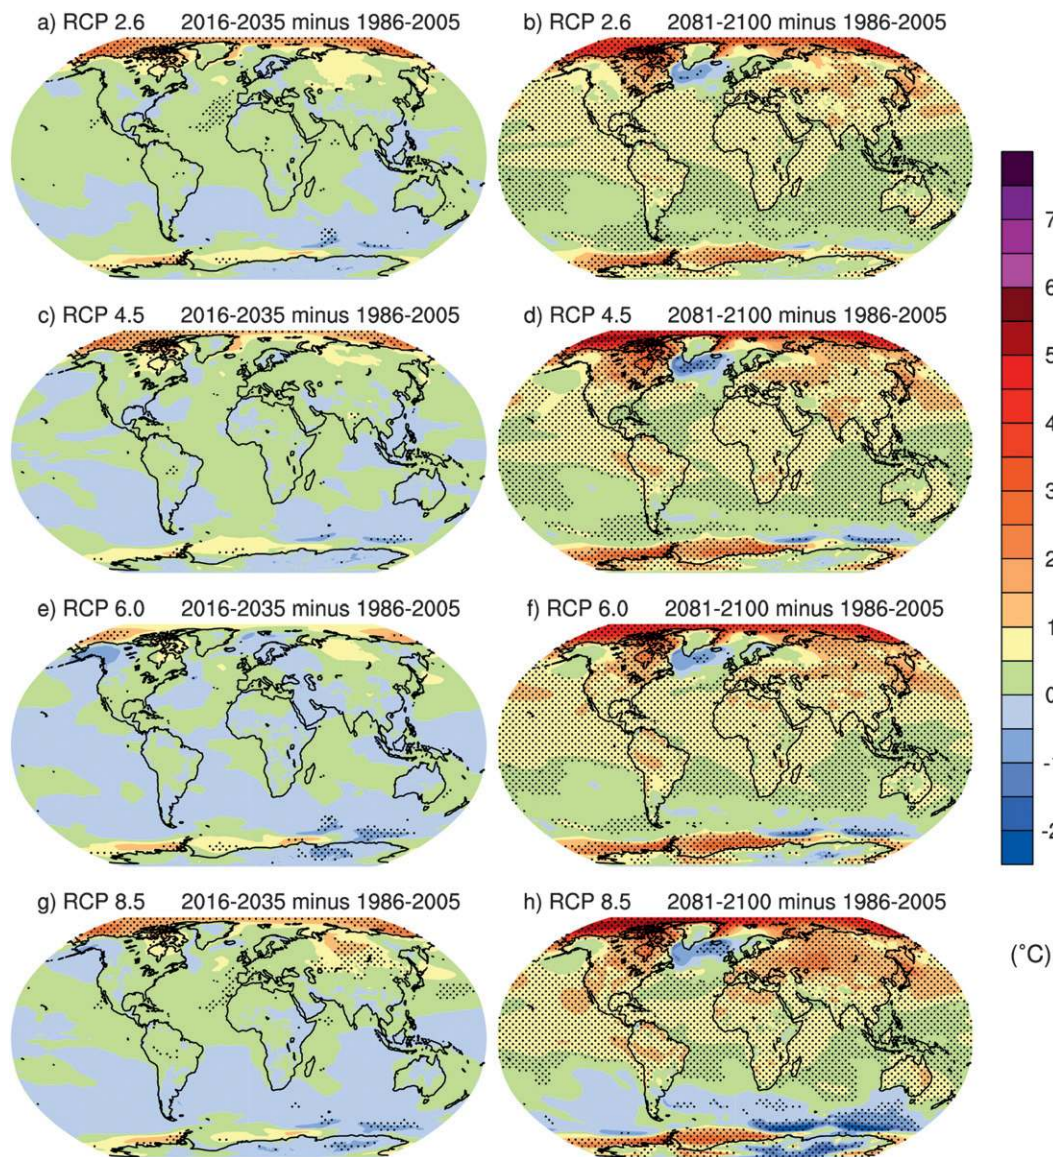 a) RCP 2.6 2016-2035 minus 1986-2005
b) RCP 2.6 2081-2100 minus 1986-2005
c) RCP 4.5 2016-2035 minus 1986-2005
d) RCP 4.5 2081-2100 minus 1986-2005
e) RCP 6.0 2016-2035 minus 1986-2005
f) RCP 6.0 2081-2100 minus 1986-2005
g) RCP 8.5 2016-2035 minus 1986-2005
h) RCP 8.5 2081-2100 minus 1986-2005
7
6
5
4
3
2
1
0
-1
-2
(°C)